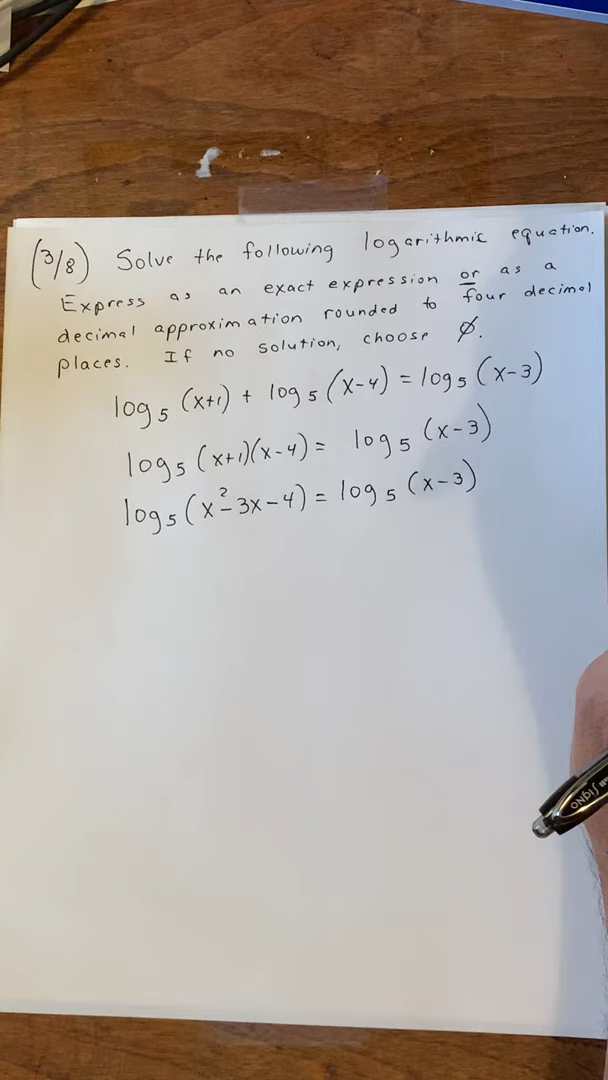 (3/8) Solve the following logarithmic equation.
Express as an exact expression or as a
decimal approximation rounded to four decimal
places. If no solution, choose ∅.
log₅(x+1) + log₅(x-4) = log₅(x-3)
log₅(x+1)(x-4) = log₅(x-3)
log₅(x²-3x-4) = log₅(x-3)
signo